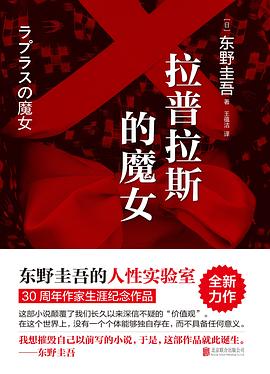 [日]东野圭吾 著
王蕴洁 译
ラプラスの魔女
拉普拉斯
的魔女
东野圭吾的人性实验室
30周年作家生涯纪念作品
全新
力作
这部小说颠覆了我们长久以来深信不疑的“价值观”。
在这个世界上，没有一个个体能够独自存在，而不具备任何意义。
我想摧毁自己以前写的小说，于是，这部作品就此诞生。
——东野圭吾
北京联合出版公司